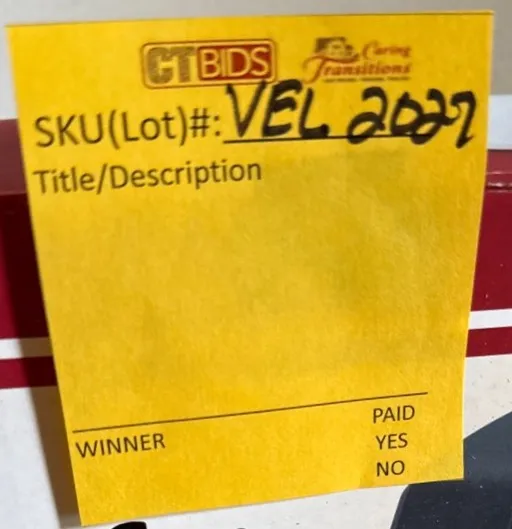 CTBIDS Caring Transitions
SKU(Lot)#: VEL 2027
Title/Description
PAID
WINNER YES
NO